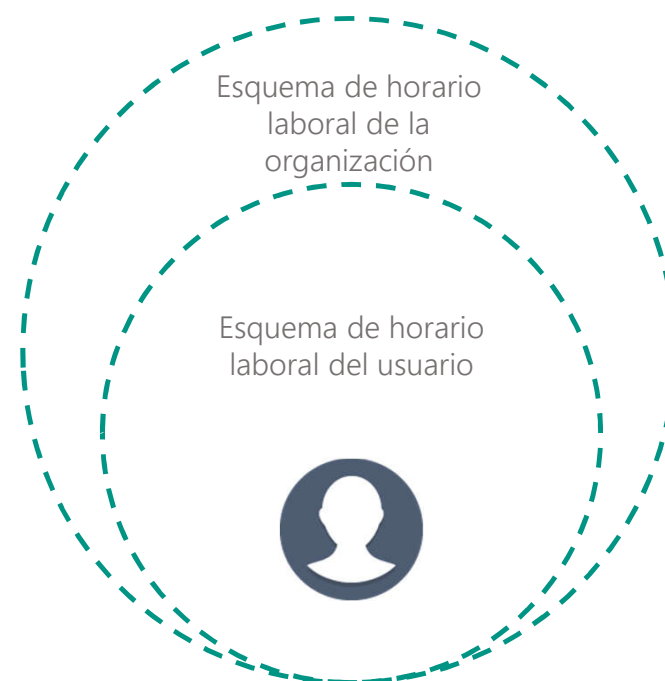 Esquema de horario
laboral de la
organización
Esquema de horario
laboral del usuario